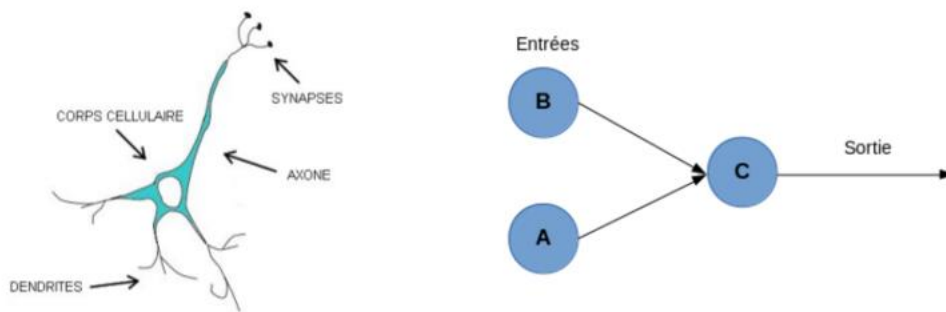 SYNAPSES
CORPS CELLULAIRE
AXONE
DENDRITES
Entrées
B
A
C
Sortie